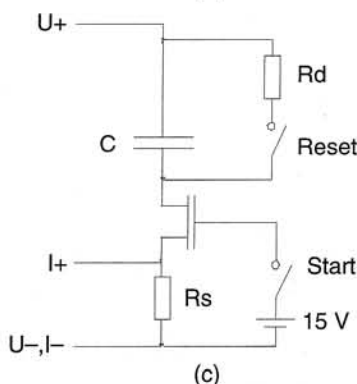 U+
Rd
C
Reset
I+
Start
Rs
15 V
U–,I–
(c)